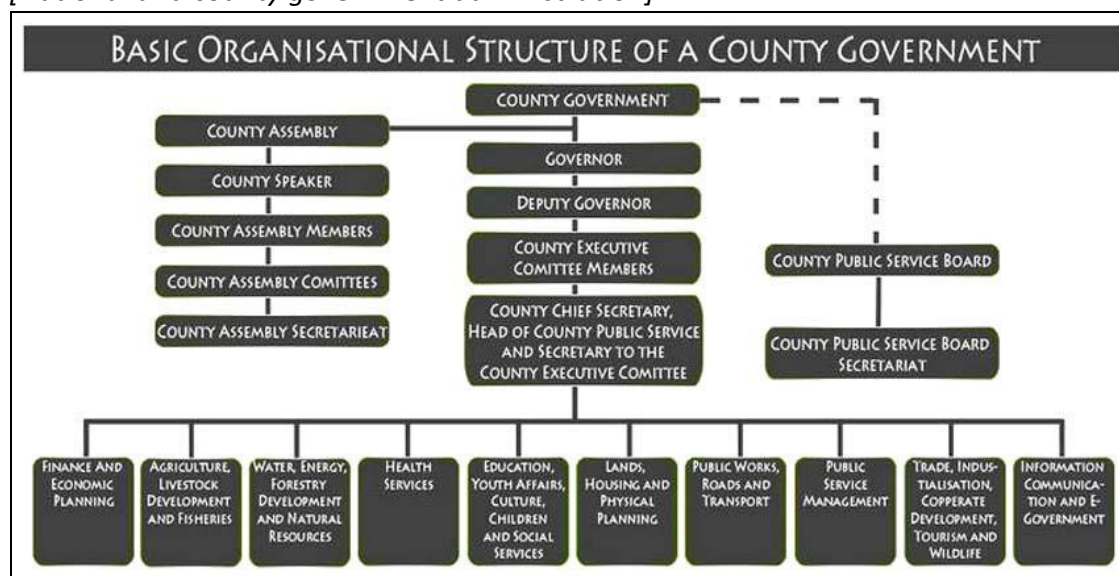 BASIC ORGANISATIONAL STRUCTURE OF A COUNTY GOVERNMENT
COUNTY GOVERNMENT
COUNTY ASSEMBLY
COUNTY SPEAKER
COUNTY ASSEMBLY MEMBERS
COUNTY ASSEMBLY COMITTEES
COUNTY ASSEMBLY SECRETARIEAT
GOVERNOR
DEPUTY GOVERNOR
COUNTY EXECUTIVE
COMITTEE MEMBERS
COUNTY CHIEF SECRETARY,
HEAD OF COUNTY PUBLIC SERVICE
AND SECRETARY TO THE
COUNTY EXECUTIVE COMITTEE
COUNTY PUBLIC SERVICE BOARD
COUNTY PUBLIC SERVICE BOARD
SECRETARIAT
FINANCE AND
ECONOMIC
PLANNING
AGRICULTURE,
LIVESTOCK
DEVELOPMENT
AND FISHERIES
WATER, ENERGY,
FORESTRY
DEVELOPMENT
AND NATURAL
RESOURCES
HEALTH
SERVICES
EDUCATION,
YOUTH AFFAIRS,
CULTURE,
CHILDREN
AND SOCIAL
SERVICES
LANDS,
HOUSING AND
PHYSICAL
PLANNING
PUBLIC WORKS,
ROADS AND
TRANSPORT
PUBLIC
SERVICE
MANAGEMENT
TRADE, INDUS-
TIALISATION,
COPPERATE
DEVELOPMENT,
TOURISM AND
WILDLIFE
INFORMATION
COMMUNICA-
TION AND E-
GOVERNMENT